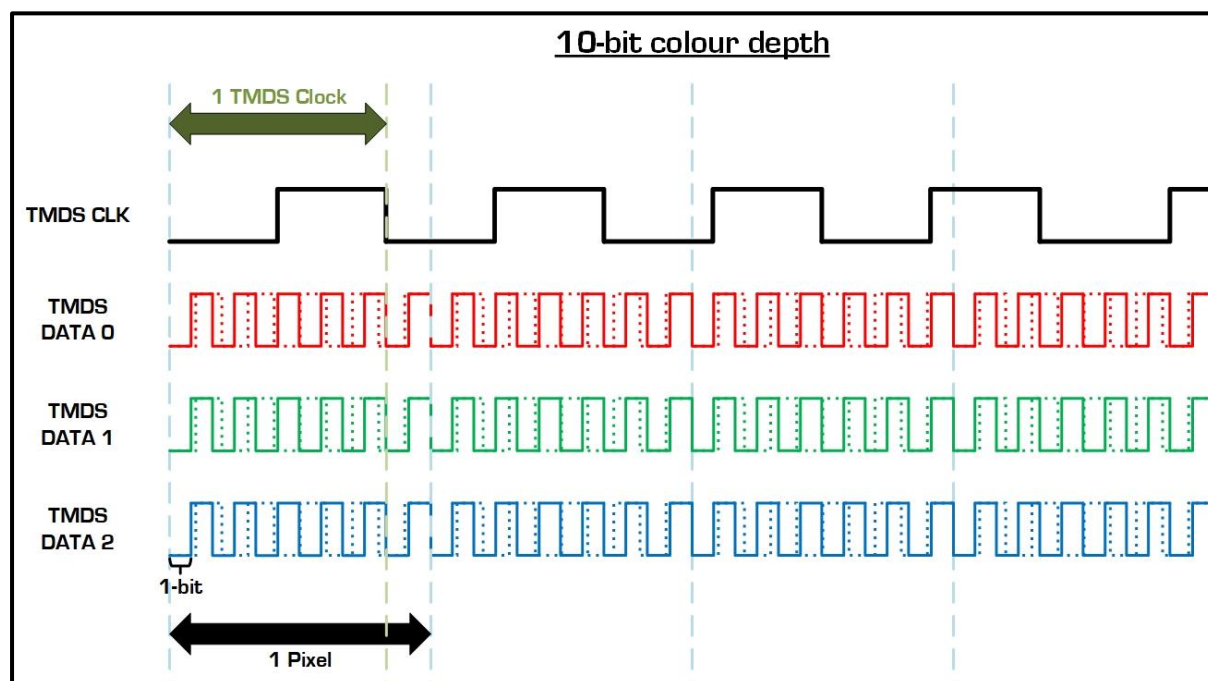 10-bit colour depth
1 TMDS Clock
TMDS CLK
TMDS
DATA 0
TMDS
DATA 1
TMDS
DATA 2
1-bit
1 Pixel